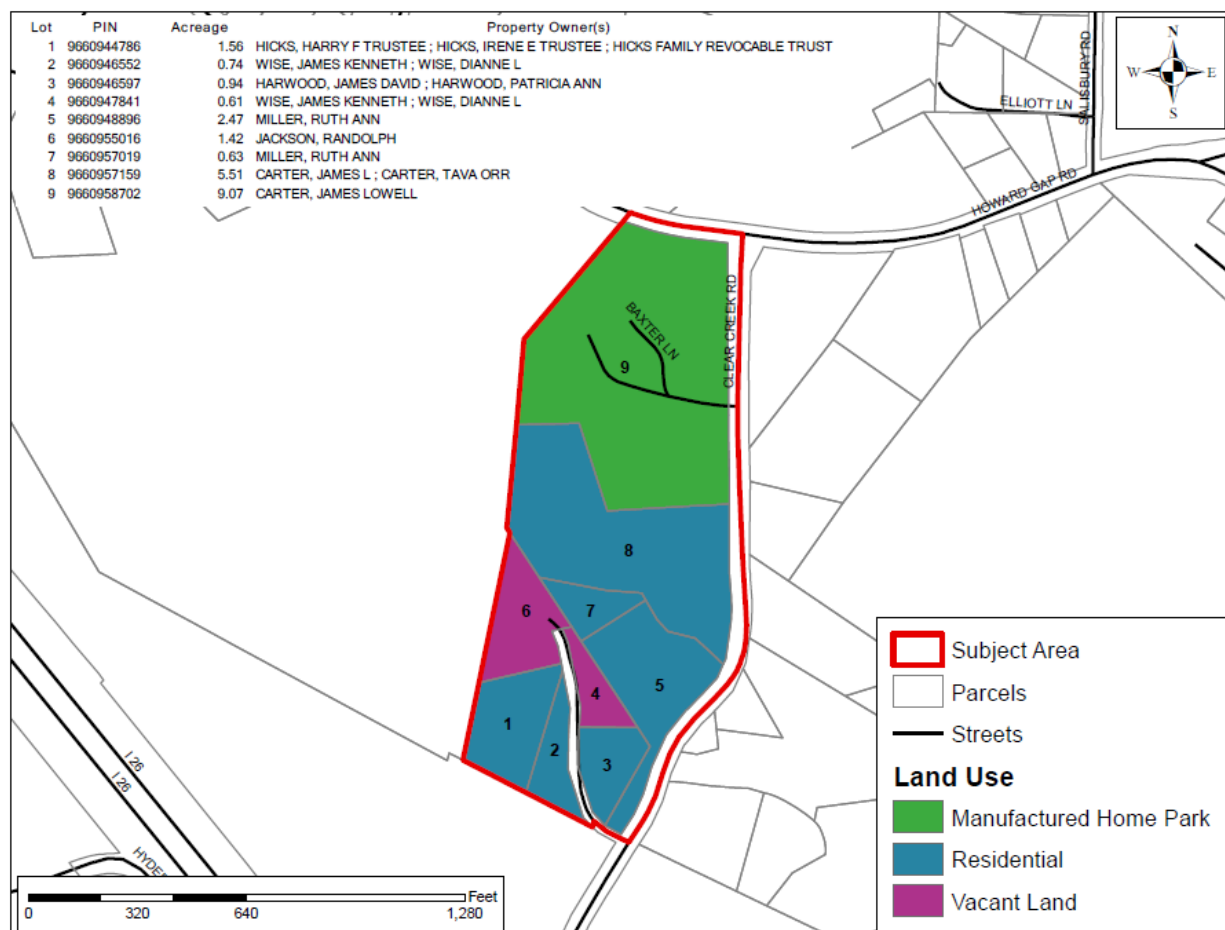 Lot PIN Acreage Property Owner(s)
1 9660944786 1.56 HICKS, HARRY F TRUSTEE ; HICKS, IRENE E TRUSTEE ; HICKS FAMILY REVOCABLE TRUST
2 9660946552 0.74 WISE, JAMES KENNETH ; WISE, DIANNE L
3 9660946597 0.94 HARWOOD, JAMES DAVID ; HARWOOD, PATRICIA ANN
4 9660947841 0.61 WISE, JAMES KENNETH ; WISE, DIANNE L
5 9660948896 2.47 MILLER, RUTH ANN
6 9660955016 1.42 JACKSON, RANDOLPH
7 9660957019 0.63 MILLER, RUTH ANN
8 9660957159 5.51 CARTER, JAMES L ; CARTER, TAVA ORR
9 9660958702 9.07 CARTER, JAMES LOWELL
N
W E
S
SALISBURY RD
ELLIOTT LN
HOWARD GAP RD
CLEAR CREEK RD
BAXTER LN
9
8
7
6
5
4
3
2
1
I 26
I 26
HYDER
Subject Area
Parcels
Streets
Land Use
Manufactured Home Park
Residential
Vacant Land
Feet
0 320 640 1,280